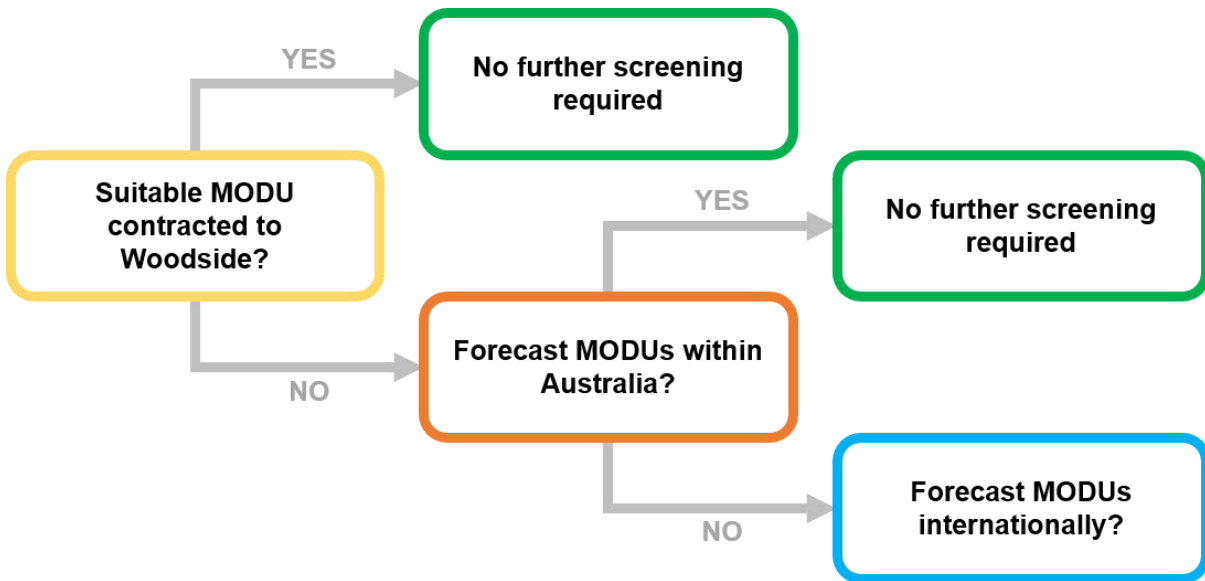 YES
No further screening
required
Suitable MODU
contracted to
Woodside?
YES
No further screening
required
Forecast MODUs within
Australia?
NO
Forecast MODUs
internationally?
NO